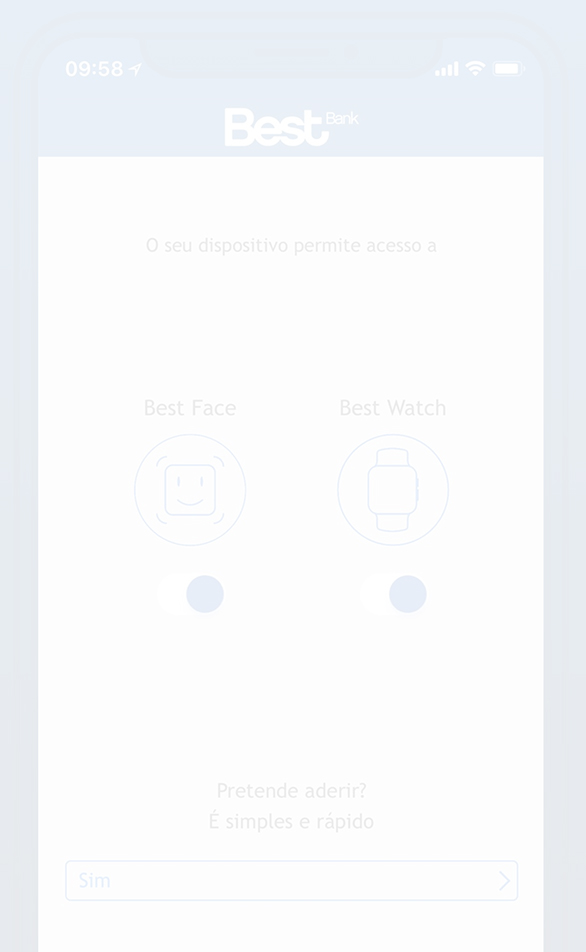 09:58
Best Bank
O seu dispositivo permite acesso a
Best Face
Best Watch
Pretende aderir?
É simples e rápido
Sim